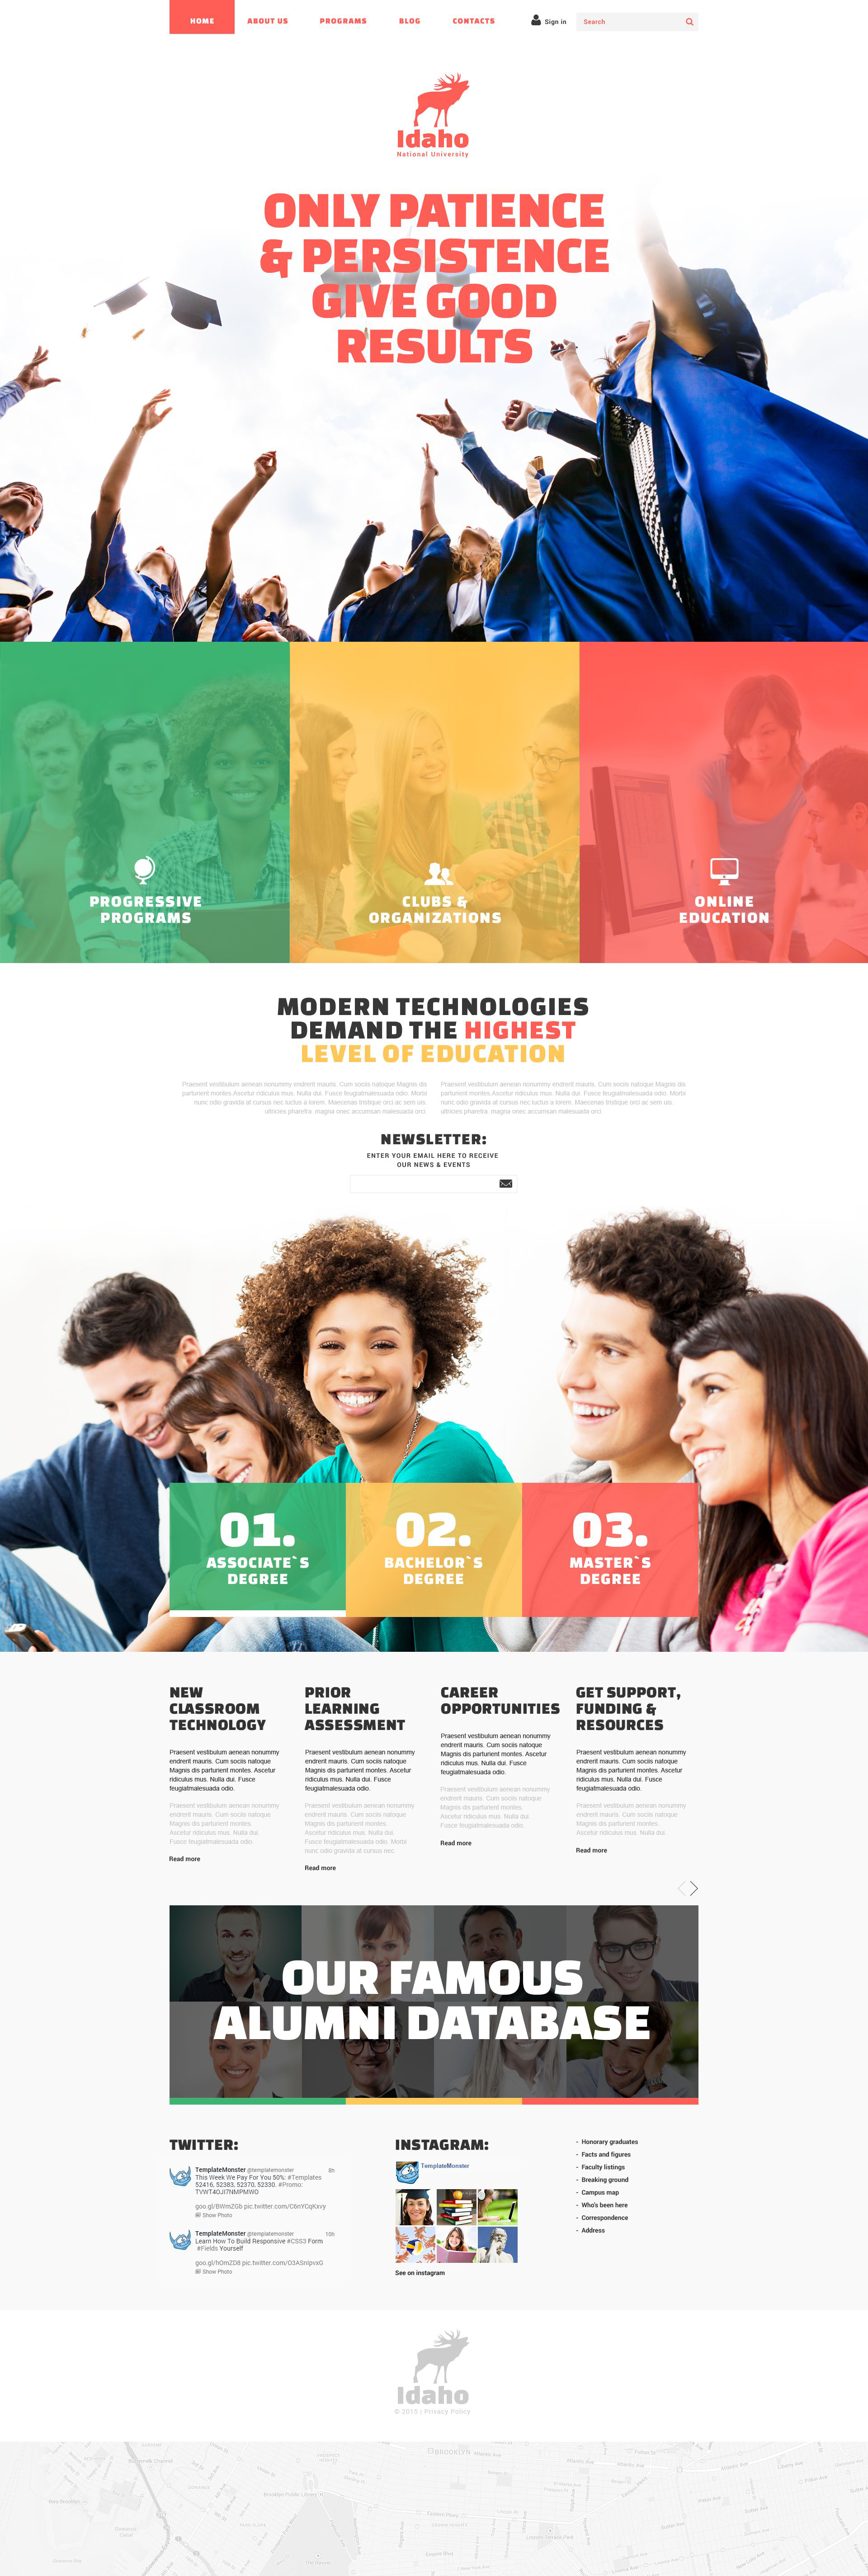 HOME
ABOUT US
PROGRAMS
BLOG
CONTACTS
Sign in
Search
Idaho
National University
ONLY PATIENCE
& PERSISTENCE
GIVE GOOD
RESULTS
PROGRESSIVE
PROGRAMS
CLUBS &
ORGANIZATIONS
ONLINE
EDUCATION
MODERN TECHNOLOGIES
DEMAND THE HIGHEST
LEVEL OF EDUCATION
Praesent vestibulum aenean nonummy endrerit mauris. Cum sociis natoque Magnis dis
parturient montes.Ascetur ridiculus mus. Nulla dui. Fusce feugiatmalesuada odio. Morbi
nunc odio gravida at cursus nec luctus a lorem. Maecenas tristique orci ac sem uis.
ultricies pharetra. magna onec accumsan malesuada orci.
Praesent vestibulum aenean nonummy endrerit mauris. Cum sociis natoque Magnis dis
parturient montes.Ascetur ridiculus mus. Nulla dui. Fusce feugiatmalesuada odio. Morbi
nunc odio gravida at cursus nec luctus a lorem. Maecenas tristique orci ac sem uis.
ultricies pharetra. magna onec accumsan malesuada orci.
NEWSLETTER:
ENTER YOUR EMAIL HERE TO RECEIVE
OUR NEWS & EVENTS
01.
ASSOCIATE`S
DEGREE
02.
BACHELOR`S
DEGREE
03.
MASTER`S
DEGREE
NEW
CLASSROOM
TECHNOLOGY
Praesent vestibulum aenean nonummy
endrerit mauris. Cum sociis natoque
Magnis dis parturient montes. Ascetur
ridiculus mus. Nulla dui. Fusce
feugiatmalesuada odio.
Praesent vestibulum aenean nonummy
endrerit mauris. Cum sociis natoque
Magnis dis parturient montes.
Ascetur ridiculus mus. Nulla dui.
Fusce feugiatmalesuada odio.
Read more
PRIOR
LEARNING
ASSESSMENT
Praesent vestibulum aenean nonummy
endrerit mauris. Cum sociis natoque
Magnis dis parturient montes. Ascetur
ridiculus mus. Nulla dui. Fusce
feugiatmalesuada odio.
Praesent vestibulum aenean nonummy
endrerit mauris. Cum sociis natoque
Magnis dis parturient montes.
Ascetur ridiculus mus. Nulla dui.
Fusce feugiatmalesuada odio. Morbi
nunc odio gravida at cursus nec.
Read more
CAREER
OPPORTUNITIES
Praesent vestibulum aenean nonummy
endrerit mauris. Cum sociis natoque
Magnis dis parturient montes. Ascetur
ridiculus mus. Nulla dui. Fusce
feugiatmalesuada odio.
Praesent vestibulum aenean nonummy
endrerit mauris. Cum sociis natoque
Magnis dis parturient montes.
Ascetur ridiculus mus. Nulla dui.
Fusce feugiatmalesuada odio.
Read more
GET SUPPORT,
FUNDING &
RESOURCES
Praesent vestibulum aenean nonummy
endrerit mauris. Cum sociis natoque
Magnis dis parturient montes. Ascetur
ridiculus mus. Nulla dui. Fusce
feugiatmalesuada odio.
Praesent vestibulum aenean nonummy
endrerit mauris. Cum sociis natoque
Magnis dis parturient montes.
Ascetur ridiculus mus. Nulla dui.
Read more
OUR FAMOUS
ALUMNI DATABASE
TWITTER:
TemplateMonster @templatemonster 8h
This Week We Pay For You 50%: #Templates
52416, 52383, 52370, 52330. #Promo:
TVWT4OJI7NMPMWO
goo.gl/BWmZGb pic.twitter.com/C6nYCqKxvy
Show Photo
TemplateMonster @templatemonster 10h
Learn How To Build Responsive #CSS3 Form
#Fields Yourself
goo.gl/hOmZD8 pic.twitter.com/O3ASnIpvxG
Show Photo
INSTAGRAM:
TemplateMonster
See on instagram
- Honorary graduates
- Facts and figures
- Faculty listings
- Breaking ground
- Campus map
- Who's been here
- Correspondence
- Address
Idaho
© 2015 | Privacy Policy
BROOKLYN
Atlantic Ave
Brooklyn Public Library
Eastern Pkwy
Empire Blvd